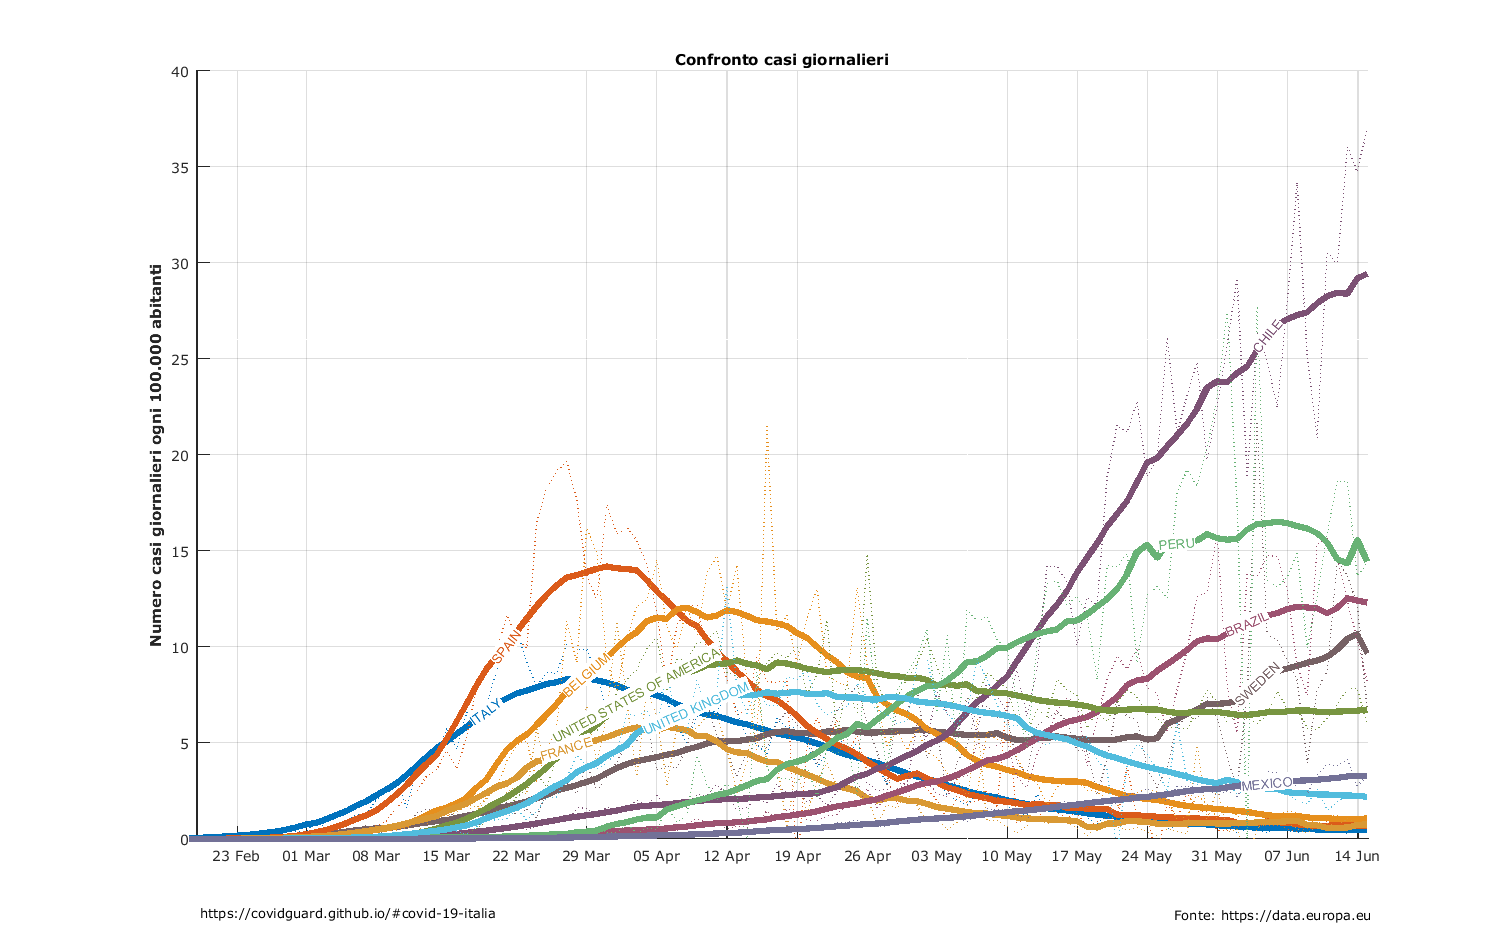 Confronto casi giornalieri
Numero casi giornalieri ogni 100.000 abitanti
40
35
30
25
20
15
10
5
0
CHILE
PERU
BRAZIL
SWEDEN
MEXICO
SPAIN
ITALY
BELGIUM
UNITED STATES OF AMERICA
UNITED KINGDOM
FRANCE
23 Feb 01 Mar 08 Mar 15 Mar 22 Mar 29 Mar 05 Apr 12 Apr 19 Apr 26 Apr 03 May 10 May 17 May 24 May 31 May 07 Jun 14 Jun
https://covidguard.github.io/#covid-19-italia
Fonte: https://data.europa.eu